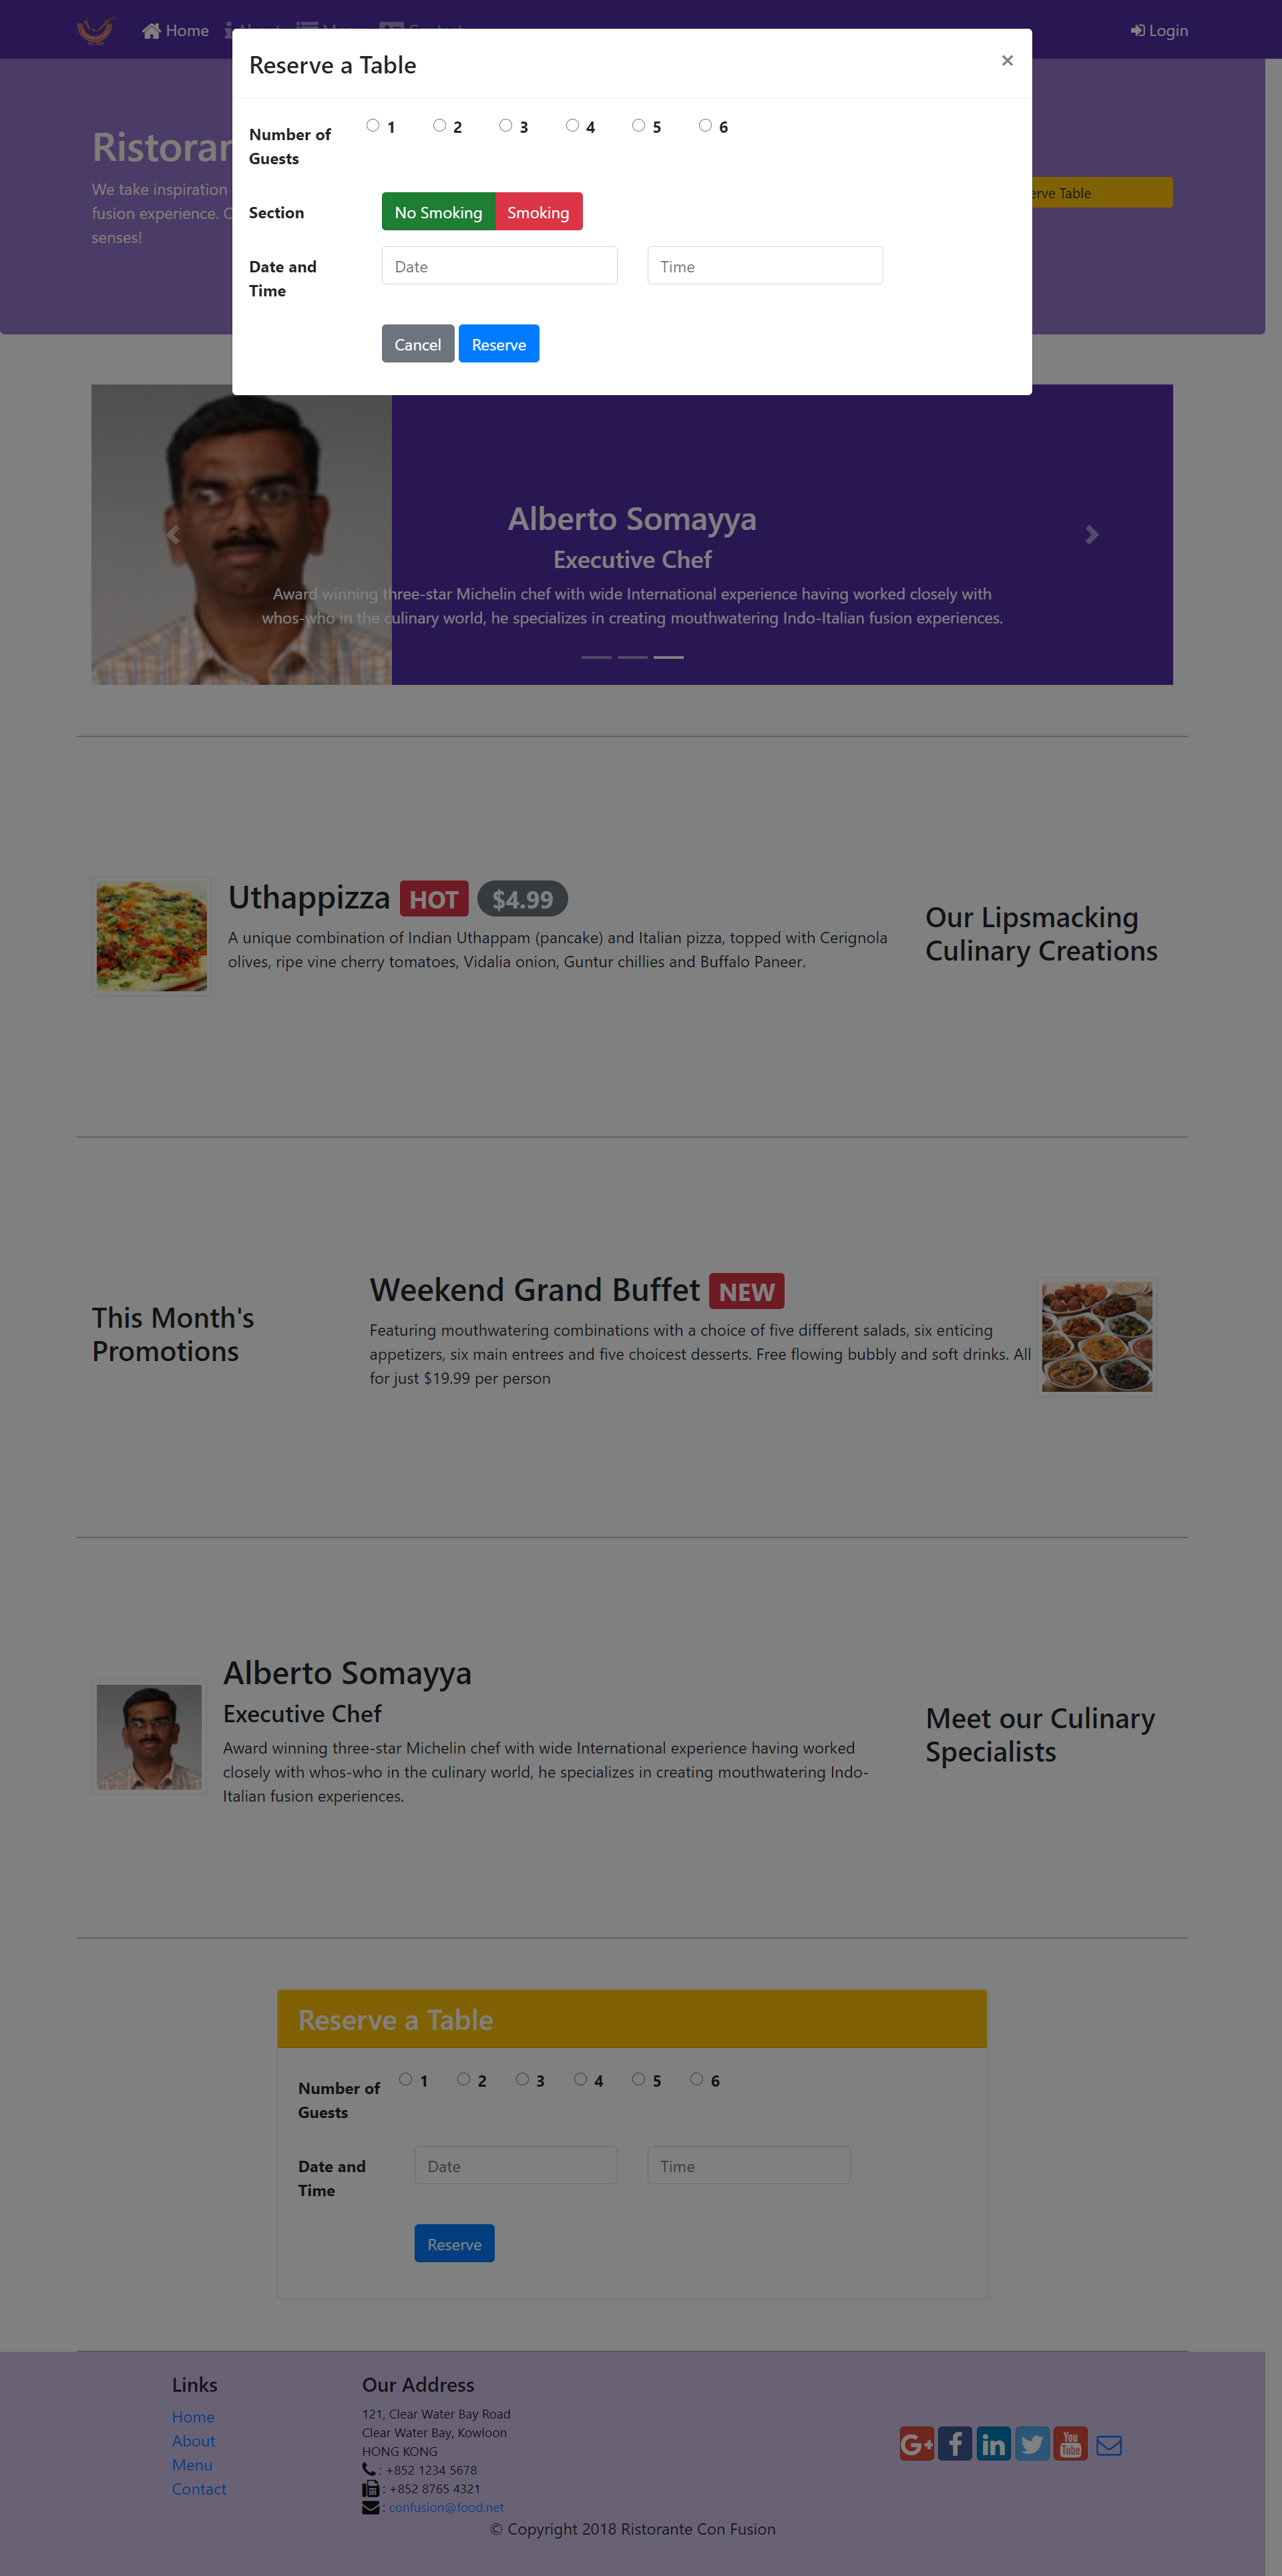 Home
Login
Reserve a Table
×
Number of
Guests
1 2 3 4 5 6
Section
No Smoking Smoking
Date and
Time
Date
Time
Cancel Reserve
We take inspiration
fusion experience.
senses!
Table
Alberto Somayya
Executive Chef
Award winning three-star Michelin chef with wide International experience having worked closely with
whos-who in the culinary world, he specializes in creating mouthwatering Indo-Italian fusion experiences.
Uthappizza HOT $4.99
A unique combination of Indian Uthappam (pancake) and Italian pizza, topped with Cerignola
olives, ripe vine cherry tomatoes, Vidalia onion, Guntur chillies and Buffalo Paneer.
Our Lipsmacking
Culinary Creations
This Month's
Promotions
Weekend Grand Buffet NEW
Featuring mouthwatering combinations with a choice of five different salads, six enticing
appetizers, six main entrees and five choicest desserts. Free flowing bubbly and soft drinks. All
for just $19.99 per person
Alberto Somayya
Executive Chef
Award winning three-star Michelin chef with wide International experience having worked
closely with whos-who in the culinary world, he specializes in creating mouthwatering Indo-
Italian fusion experiences.
Meet our Culinary
Specialists
Reserve a Table
Number of
Guests
1 2 3 4 5 6
Date and
Time
Date
Time
Reserve
Links
Home
About
Menu
Contact
Our Address
121, Clear Water Bay Road
Clear Water Bay, Kowloon
HONG KONG
: +852 1234 5678
: +852 8765 4321
: confusion@food.net
G+ f in You Tube
© Copyright 2018 Ristorante Con Fusion